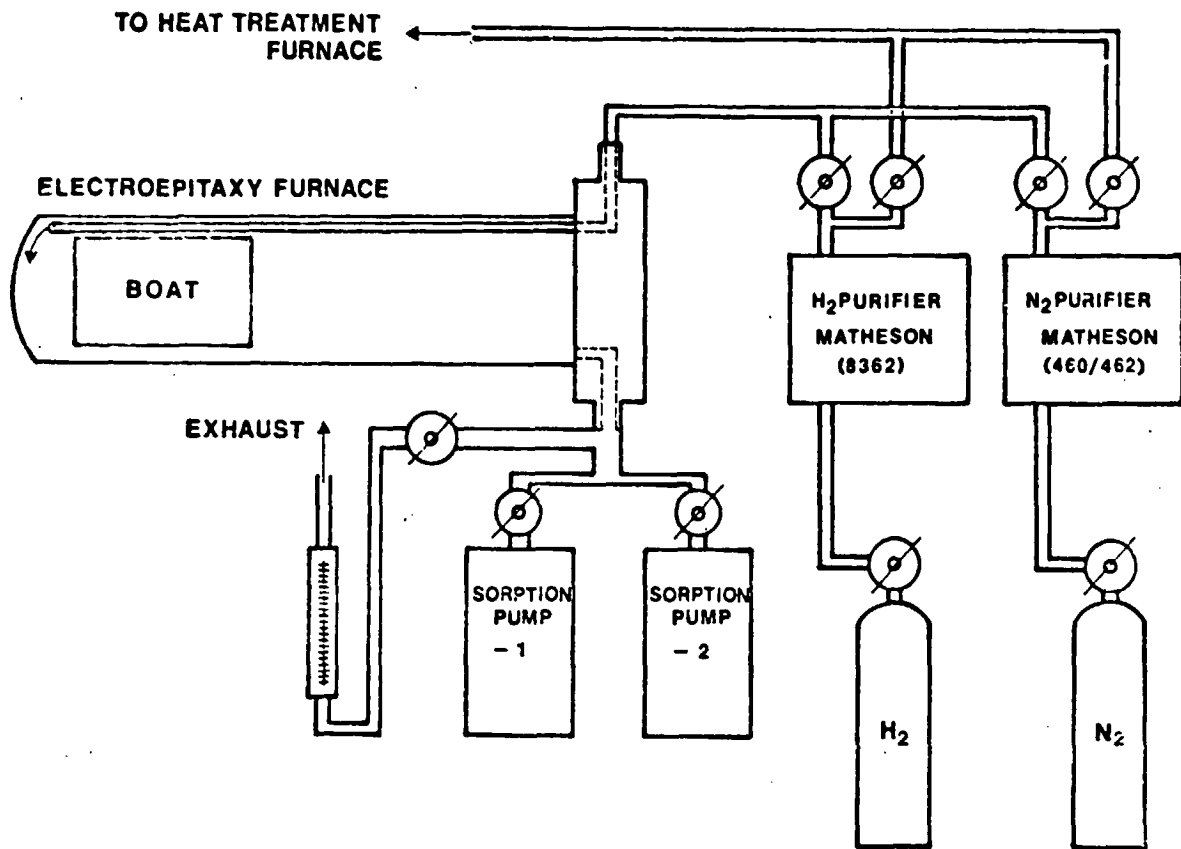 TO HEAT TREATMENT
FURNACE
ELECTROEPITAXY FURNACE
BOAT
H₂PURIFIER
MATHESON
(8362)
N₂PURIFIER
MATHESON
(460/462)
EXHAUST
SORPTION
PUMP
– 1
SORPTION
PUMP
– 2
H₂
N₂